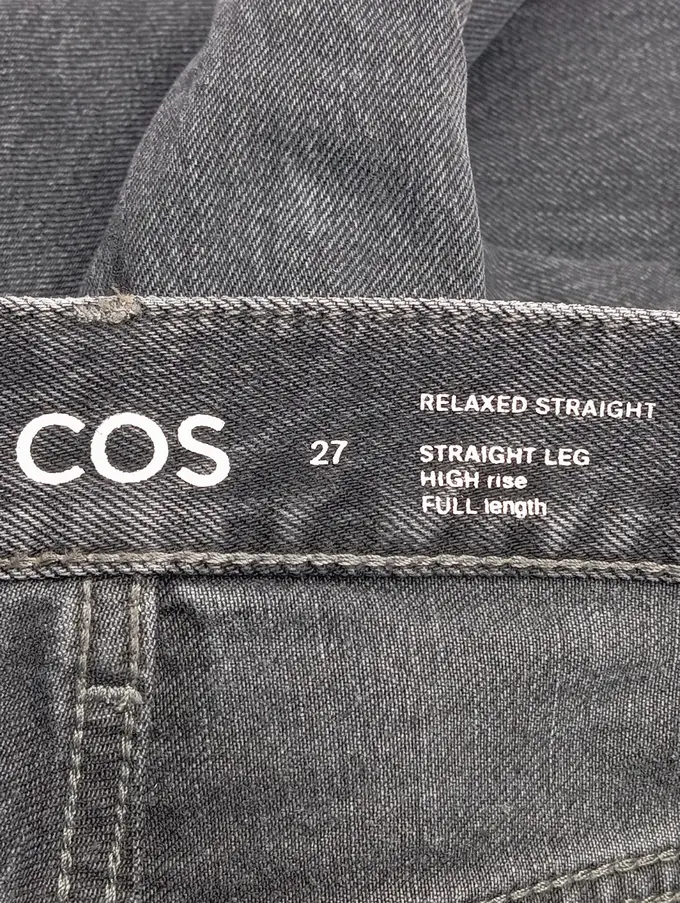 COS
27
RELAXED STRAIGHT
STRAIGHT LEG
HIGH rise
FULL length